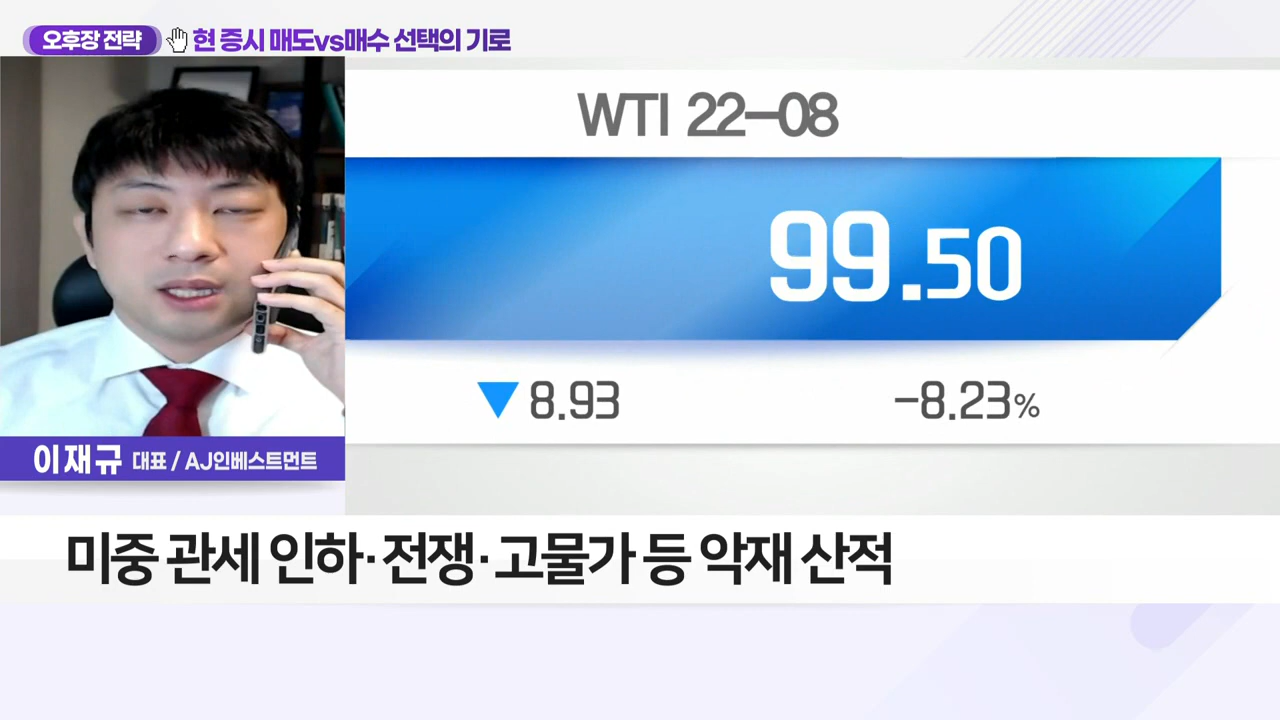 오후장 전략 현 증시 매도vs매수 선택의 기로
WTI 22-08
99.50
▼ 8.93 -8.23%
이재규 대표 / AJ인베스트먼트
미중 관세 인하·전쟁·고물가 등 악재 산적